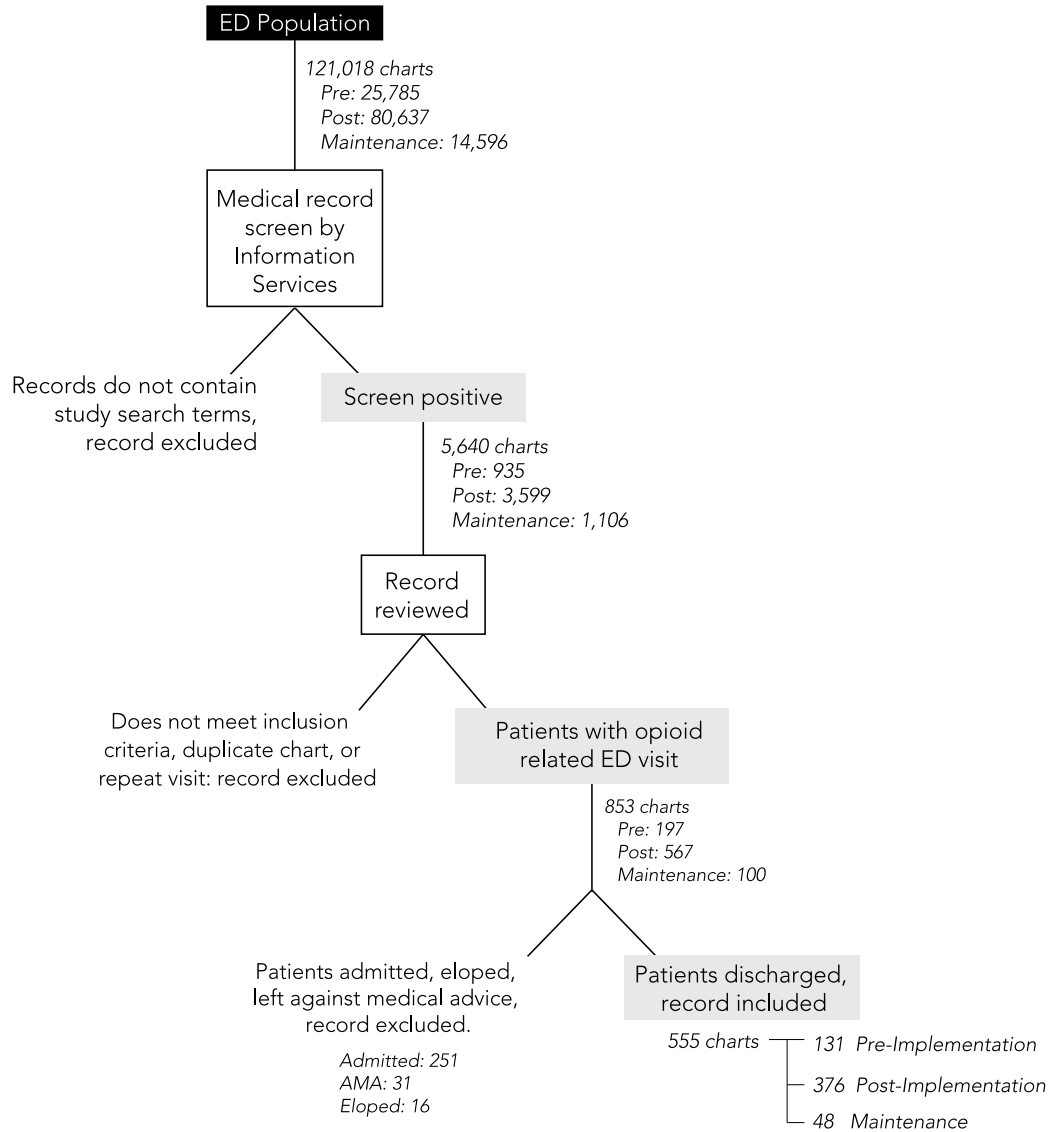 ED Population
121,018 charts
Pre: 25,785
Post: 80,637
Maintenance: 14,596
Medical record
screen by
Information
Services
Records do not contain
study search terms,
record excluded
Screen positive
5,640 charts
Pre: 935
Post: 3,599
Maintenance: 1,106
Record
reviewed
Does not meet inclusion
criteria, duplicate chart, or
repeat visit: record excluded
Patients with opioid
related ED visit
853 charts
Pre: 197
Post: 567
Maintenance: 100
Patients admitted, eloped,
left against medical advice,
record excluded.
Admitted: 251
AMA: 31
Eloped: 16
Patients discharged,
record included
555 charts
131 Pre-Implementation
376 Post-Implementation
48 Maintenance